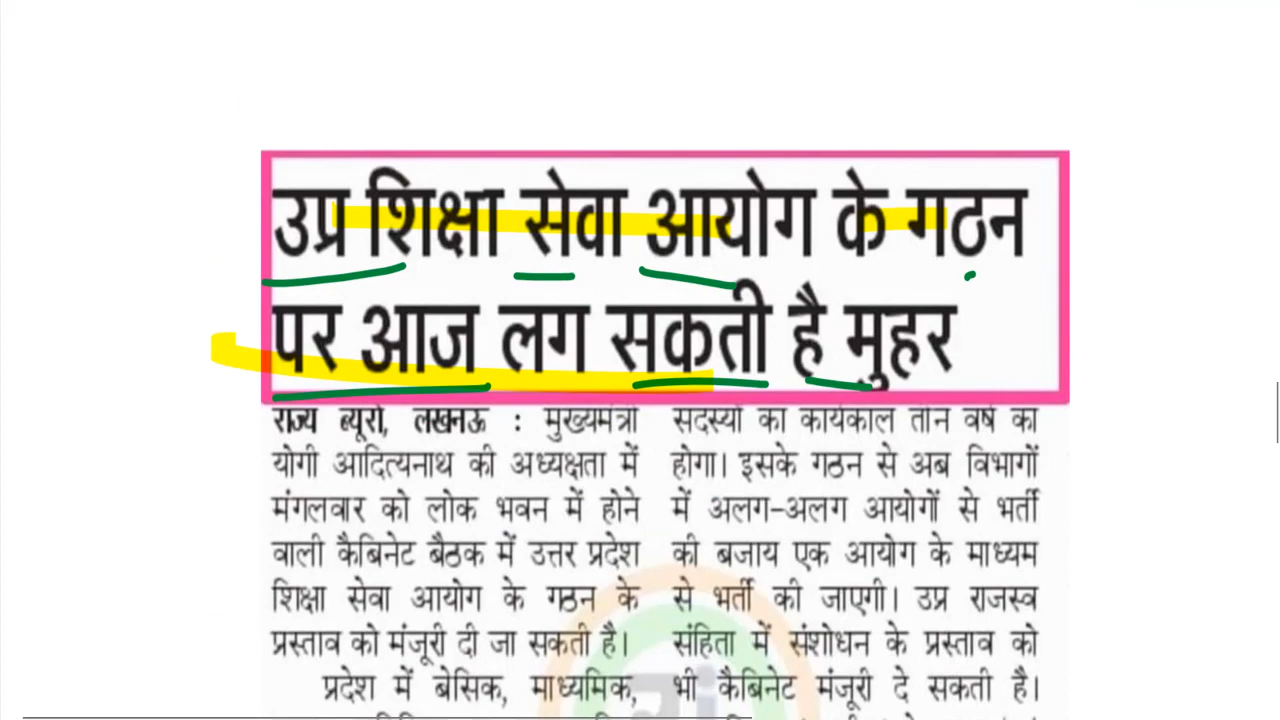 उप्र शिक्षा सेवा आयोग के गठन
पर आज लग सकती है मुहर
राज्य ब्यूरो, लखनऊ : मुख्यमंत्री
योगी आदित्यनाथ की अध्यक्षता में
मंगलवार को लोक भवन में होने
वाली कैबिनेट बैठक में उत्तर प्रदेश
शिक्षा सेवा आयोग के गठन के
प्रस्ताव को मंजूरी दी जा सकती है।
प्रदेश में बेसिक, माध्यमिक,
सदस्यों का कार्यकाल तीन वर्ष का
होगा। इसके गठन से अब विभागों
में अलग-अलग आयोगों से भर्ती
की बजाय एक आयोग के माध्यम
से भर्ती की जाएगी। उप्र राजस्व
संहिता में संशोधन के प्रस्ताव को
भी कैबिनेट मंजूरी दे सकती है।